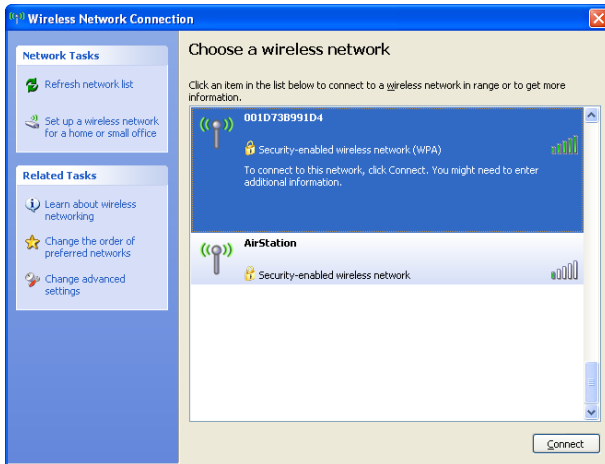 Wireless Network Connection
Network Tasks
Refresh network list
Set up a wireless network
for a home or small office
Related Tasks
Learn about wireless
networking
Change the order of
preferred networks
Change advanced
settings
Choose a wireless network
Click an item in the list below to connect to a wireless network in range or to get more
information.
001D73B991D4
Security-enabled wireless network (WPA)
To connect to this network, click Connect. You might need to enter
additional information.
AirStation
Security-enabled wireless network
Connect